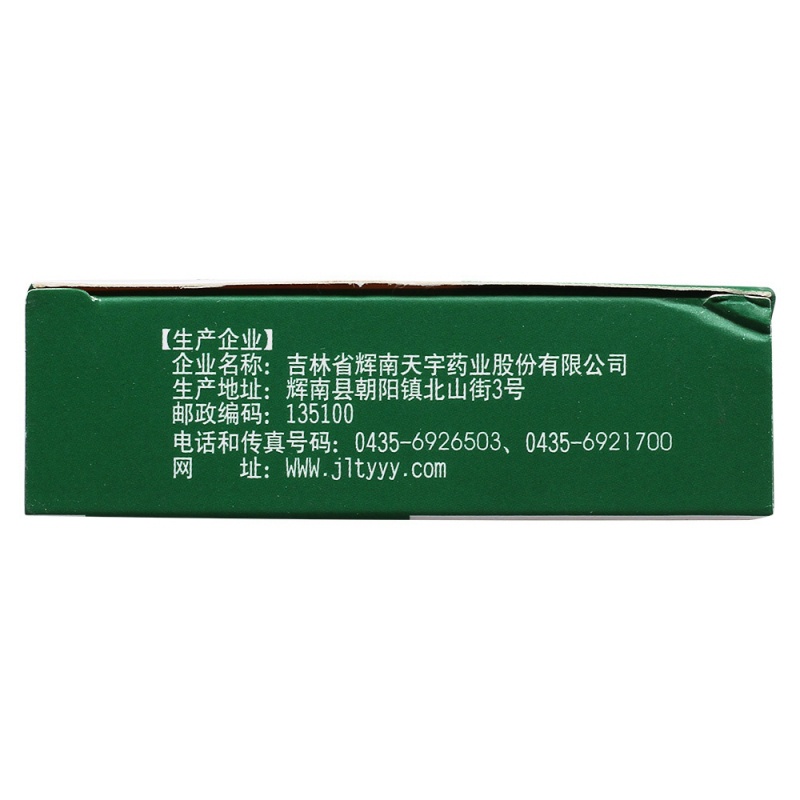 【生产企业】
企业名称：吉林省辉南天宇药业股份有限公司
生产地址：辉南县朝阳镇北山街3号
邮政编码：135100
电话和传真号码：0435-6926503、0435-6921700
网　　址：WWW.jltyyy.com